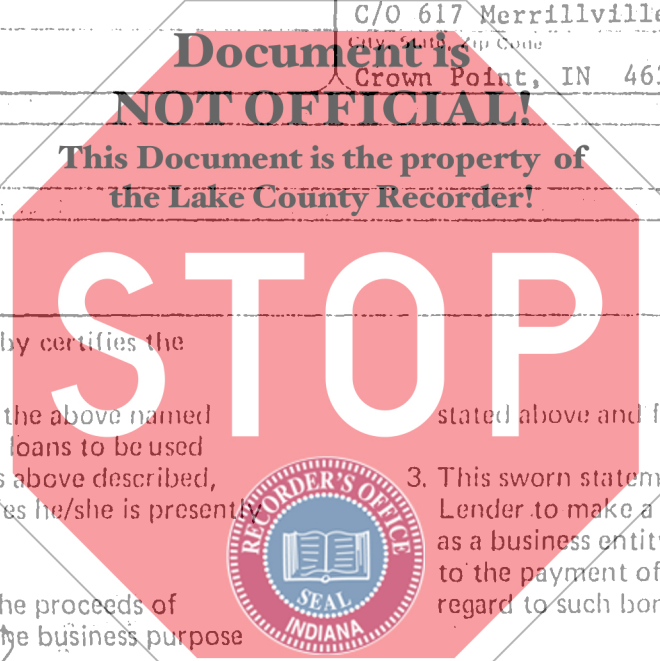 C/O 617 Merrillville
City, State, Zip Code
Crown Point, IN 46
Document is
NOT OFFICIAL!
This Document is the property of
the Lake County Recorder!
STOP
by certifies the
the above named
loans to be used
s above described,
es he/she is presently
he proceeds of
he business purpose
stated above and f
3. This sworn statem
Lender to make a
as a business entit
to the payment of
regard to such bor
RECORDER'S OFFICE
SEAL
INDIANA